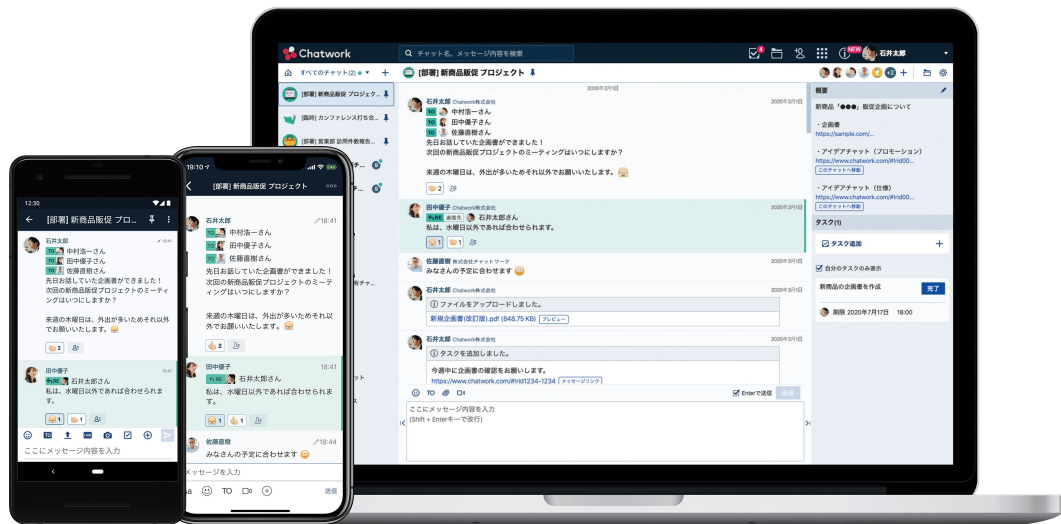 Chatwork
チャット名、メッセージ内容を検索
4
NEW
石井太郎
すべてのチャット(2)
[部署] 新商品販促 プロジェクト
+2
[部署] 新商品販促 プロジェク...
[臨時] カンファレンス打ち合...
[部署] 営業部 訪問件数報告...
2020年3月1日
石井太郎 Chatwork株式会社
2020年3月1日
TO 中村浩一さん
TO 田中優子さん
TO 佐藤直樹さん
先日お話していた企画書ができました!
次回の新商品販促プロジェクトのミーティングはいつにしますか?
来週の木曜日は、外出が多いためそれ以外でお願いいたします。
2
田中優子 Chatwork株式会社
2020年3月1日
RE 返信元 石井太郎さん
私は、水曜日以外であれば合わせられます。
1 1
佐藤直樹 株式会社チャットワーク
2020年3月1日
みなさんの予定に合わせます
石井太郎 Chatwork株式会社
2020年3月1日
ファイルをアップロードしました。
新規企画書(改訂版).pdf (848.75 KB) プレビュー
石井太郎 Chatwork株式会社
2020年3月1日
タスクを追加しました。
今週中に企画書の確認をお願いします。
https://www.chatwork.com/#!rid1234-1234 メッセージリンク
TO
Enterで送信
送信
ここにメッセージ内容を入力
(Shift + Enterキーで改行)
概要
新商品「●●●」販促企画について
・企画書
https://sample.com/...
・アイデアチャット(プロモーション)
https://www.chatwork.com/#!rid00...
このチャットへ移動
・アイデアチャット(仕様)
https://www.chatwork.com/#!rid00...
このチャットへ移動
タスク(1)
タスク追加
自分のタスクのみ表示
新商品の企画書を作成
完了
期限 2020年7月17日 18:00
12:30
[部署] 新商品販促 プロ...
石井太郎
18:41
TO 中村浩一さん
TO 田中優子さん
TO 佐藤直樹さん
先日お話していた企画書ができました!
次回の新商品販促プロジェクトのミーティ
ングはいつにしますか?
来週の木曜日は、外出が多いためそれ以外
でお願いいたします。
2
田中優子
18:41
RE 石井太郎さん
私は、水曜日以外であれば合わせられま
す。
1 1
TO
LIVE
ここにメッセージを入力
19:10
[部署] 新商品販促 プロジェクト
石井太郎
18:41
TO 中村浩一さん
TO 田中優子さん
TO 佐藤直樹さん
先日お話していた企画書ができました!
次回の新商品販促プロジェクトのミーテ
ィングはいつにしますか?
来週の木曜日は、外出が多いためそれ以
外でお願いいたします。
2
田中優子
18:41
RE 石井太郎さん
私は、水曜日以外であれば合わせられま
す。
1 1
佐藤直樹
18:44
みなさんの予定に合わせます
メッセージを入力
Aa
TO
送信